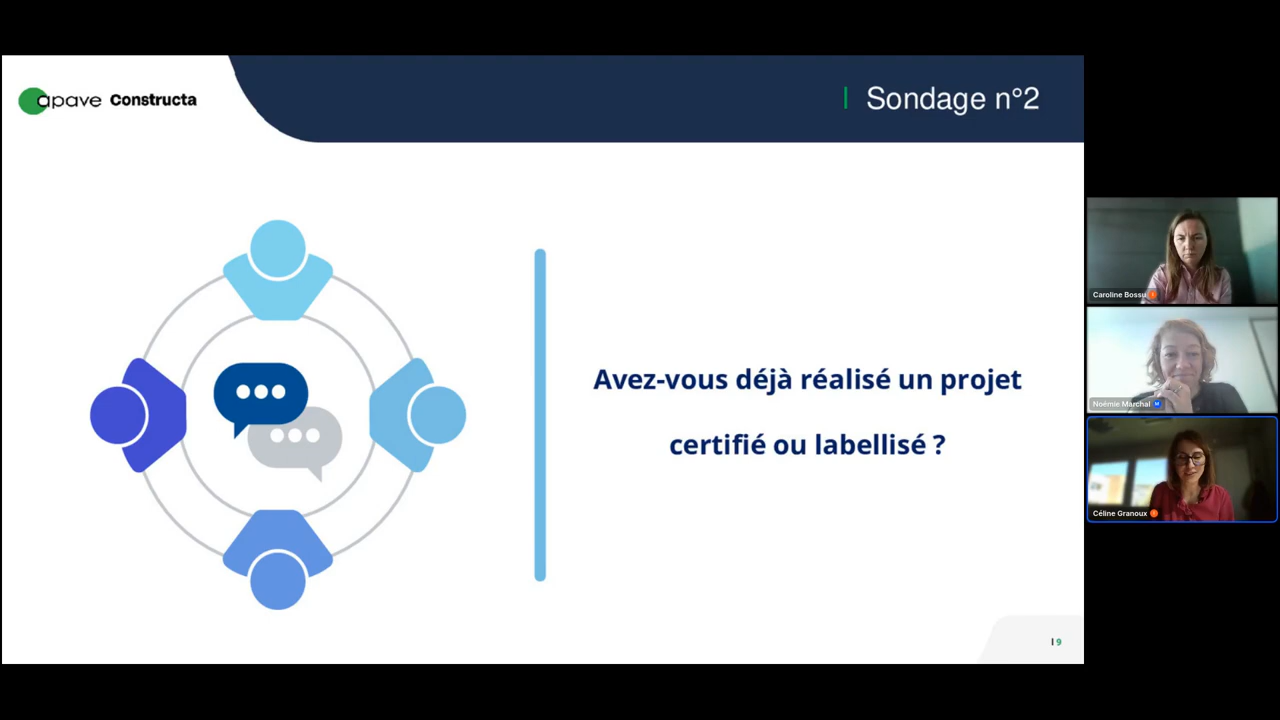 apave Constructa
Sondage n°2
Avez-vous déjà réalisé un projet
certifié ou labellisé ?
Caroline Bossu
Noémie Marchal M
Céline Granoux
I 9